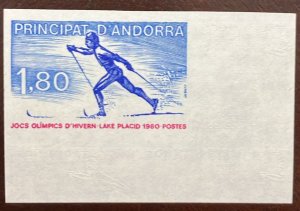 PRINCIPAT D'ANDORRA
1,80
JOCS OLÍMPICS D'HIVERN-LAKE PLACID 1980-POSTES